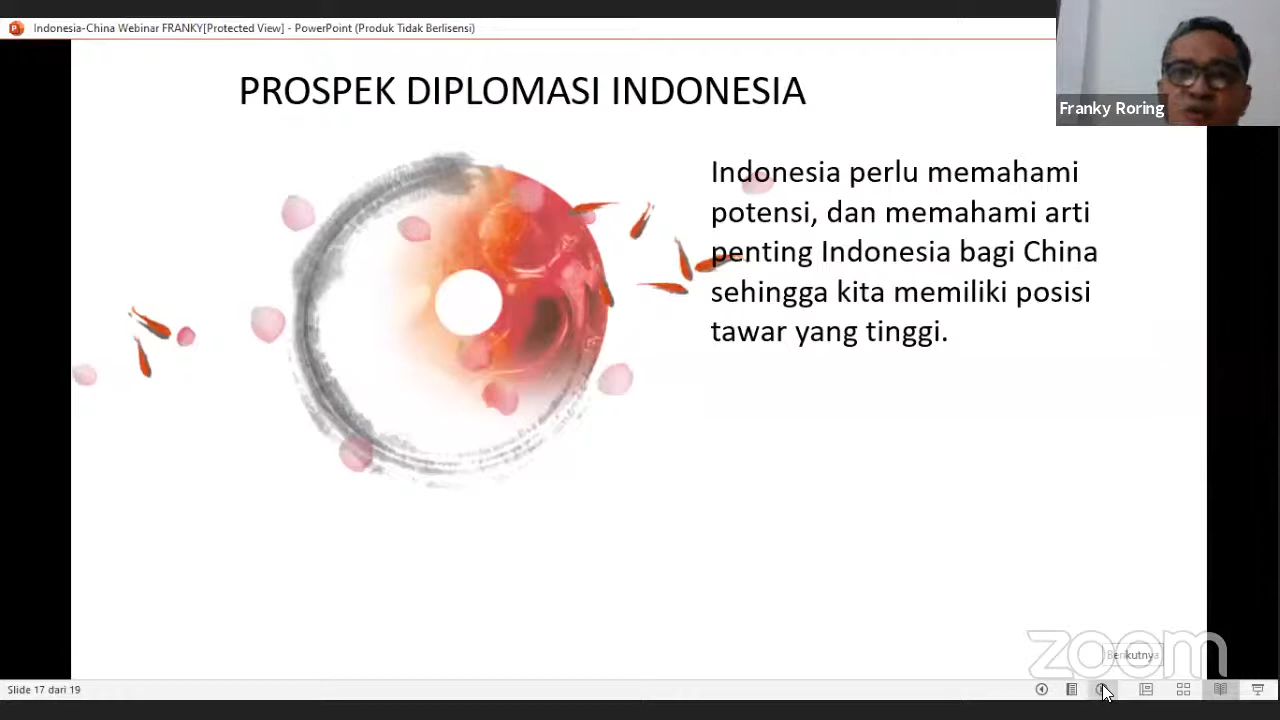 Indonesia-China Webinar FRANKY[Protected View] - PowerPoint (Produk Tidak Berlisensi)
Franky Roring
PROSPEK DIPLOMASI INDONESIA
Indonesia perlu memahami
potensi, dan memahami arti
penting Indonesia bagi China
sehingga kita memiliki posisi
tawar yang tinggi.
zoom
Berikutnya
Slide 17 dari 19